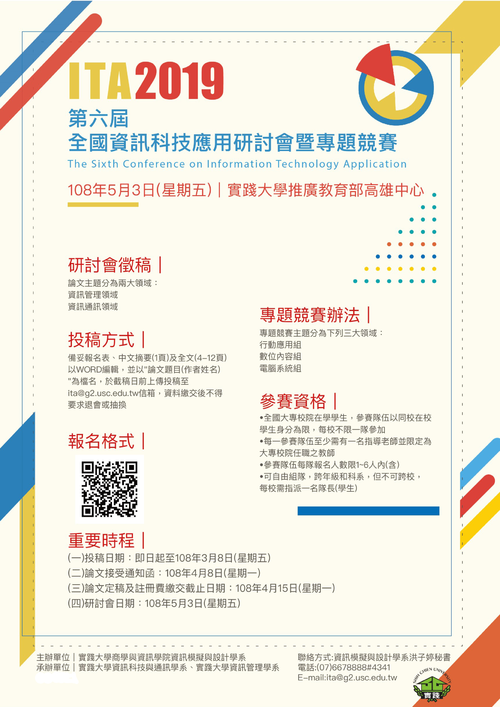 ITA2019
第六屆
全國資訊科技應用研討會暨專題競賽
The Sixth Conference on Information Technology Application
108年5月3日(星期五)｜實踐大學推廣教育部高雄中心
研討會徵稿｜
論文主題分為兩大領域：
資訊管理領域
資訊通訊領域
投稿方式｜
備妥報名表、中文摘要(1頁)及全文(4-12頁)
以WORD編輯，並以"論文題目(作者姓名)
"為檔名，於截稿日前上傳投稿至
ita@g2.usc.edu.tw信箱，資料繳交後不得
要求退會或抽換
報名格式｜
專題競賽辦法｜
專題競賽主題分為下列三大領域：
行動應用組
數位內容組
電腦系統組
參賽資格｜
•全國大專校院在學學生，參賽隊伍以同校在校
學生身分為限，每校不限一隊參加
•每一參賽隊伍至少需有一名指導老師並限定為
大專校院任職之教師
•參賽隊伍每隊報名人數限1~6人內(含)
•可自由組隊，跨年級和科系，但不可跨校，
每校需指派一名隊長(學生)
重要時程｜
(一)投稿日期：即日起至108年3月8日(星期五)
(二)論文接受通知函：108年4月8日(星期一)
(三)論文定稿及註冊費繳交截止日期：108年4月15日(星期一)
(四)研討會日期：108年5月3日(星期五)
主辦單位｜實踐大學商學與資訊學院資訊模擬與設計學系
承辦單位｜實踐大學資訊科技與通訊學系、實踐大學資訊管理學系
聯絡方式:資訊模擬與設計學系洪子婷秘書
電話:(07)6678888#4341
E-mail:ita@g2.usc.edu.tw
實踐